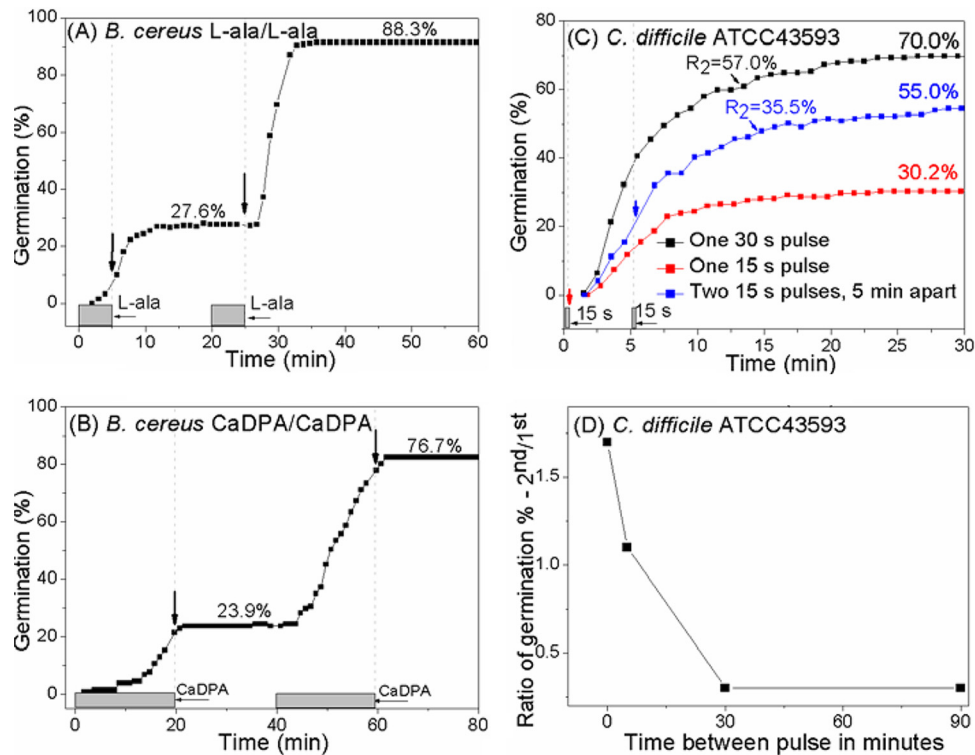 (A) B. cereus L-ala/L-ala
88.3%
27.6%
L-ala
L-ala
Germination (%)
100
80
60
40
20
0
0 10 20 30 40 50 60
Time (min)
(B) B. cereus CaDPA/CaDPA
76.7%
23.9%
CaDPA
CaDPA
Germination (%)
100
80
60
40
20
0
0 20 40 60 80
Time (min)
(C) C. difficile ATCC43593
70.0%
R2=57.0%
55.0%
R2=35.5%
30.2%
One 30 s pulse
One 15 s pulse
Two 15 s pulses, 5 min apart
15 s
15 s
Germination (%)
80
60
40
20
0
0 5 10 15 20 25 30
Time (min)
(D) C. difficile ATCC43593
Ratio of germination % - 2nd/1st
1.5
1.0
0.5
0 30 60 90
Time between pulse in minutes